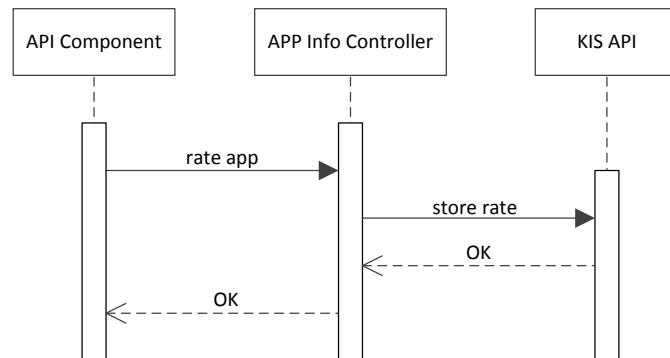 API Component
APP Info Controller
KIS API
rate app
store rate
OK
OK